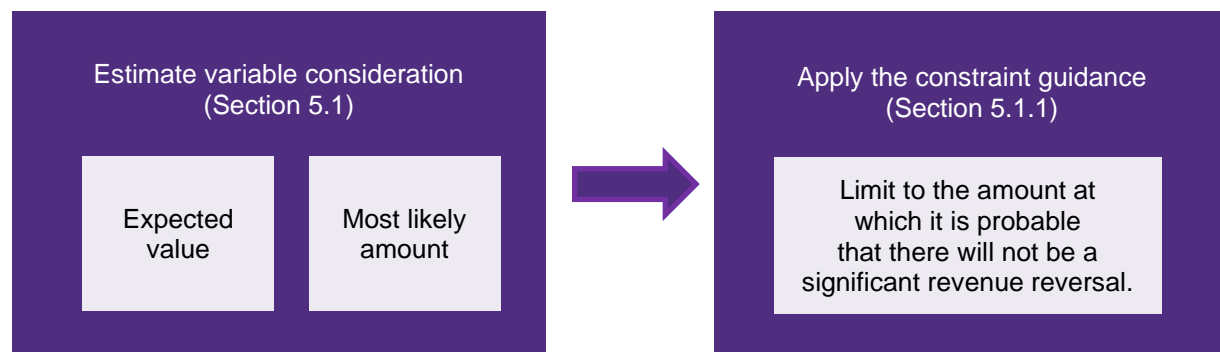 Estimate variable consideration
(Section 5.1)
Expected
value
Most likely
amount
Apply the constraint guidance
(Section 5.1.1)
Limit to the amount at
which it is probable
that there will not be a
significant revenue reversal.